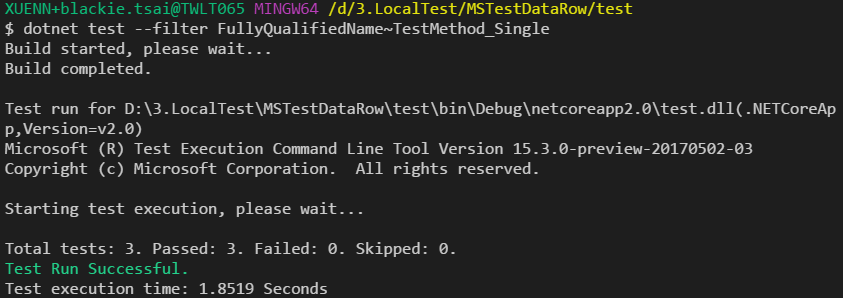 XUENN+blackie.tsai@TWLT065 MINGW64 /d/3.LocalTest/MSTestDataRow/test
$ dotnet test --filter FullyQualifiedName~TestMethod_Single
Build started, please wait...
Build completed.
Test run for D:\3.LocalTest\MSTestDataRow\test\bin\Debug\netcoreapp2.0\test.dll(.NETCoreAp
p,Version=v2.0)
Microsoft (R) Test Execution Command Line Tool Version 15.3.0-preview-20170502-03
Copyright (c) Microsoft Corporation.  All rights reserved.
Starting test execution, please wait...
Total tests: 3. Passed: 3. Failed: 0. Skipped: 0.
Test Run Successful.
Test execution time: 1.8519 Seconds